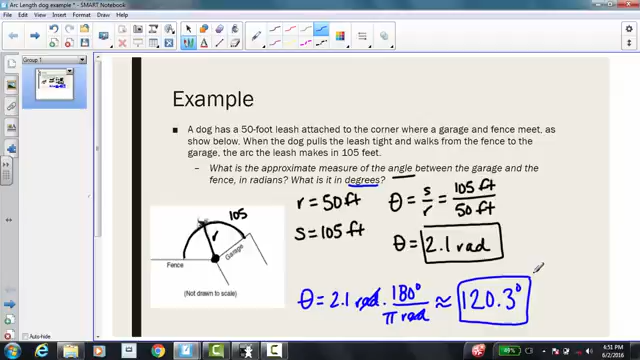 Arc Length dog example * - SMART Notebook
File Edit View Insert Format Tools Add-ons Help
Group 1
Example
A dog has a 50-foot leash attached to the corner where a garage and fence meet, as
show below. When the dog pulls the leash tight and walks from the fence to the
garage, the arc the leash makes in 105 feet.
– What is the approximate measure of the angle between the garage and the
fence, in radians? What is it in degrees?
r = 50 ft
s = 105 ft
θ = s/r = 105 ft/50 ft
θ = 2.1 rad
105
r
Garage
Fence
(Not drawn to scale)
θ = 2.1 rad · 180°/π rad ≈ 120.3°
Auto-hide
4:51 PM
6/2/2016